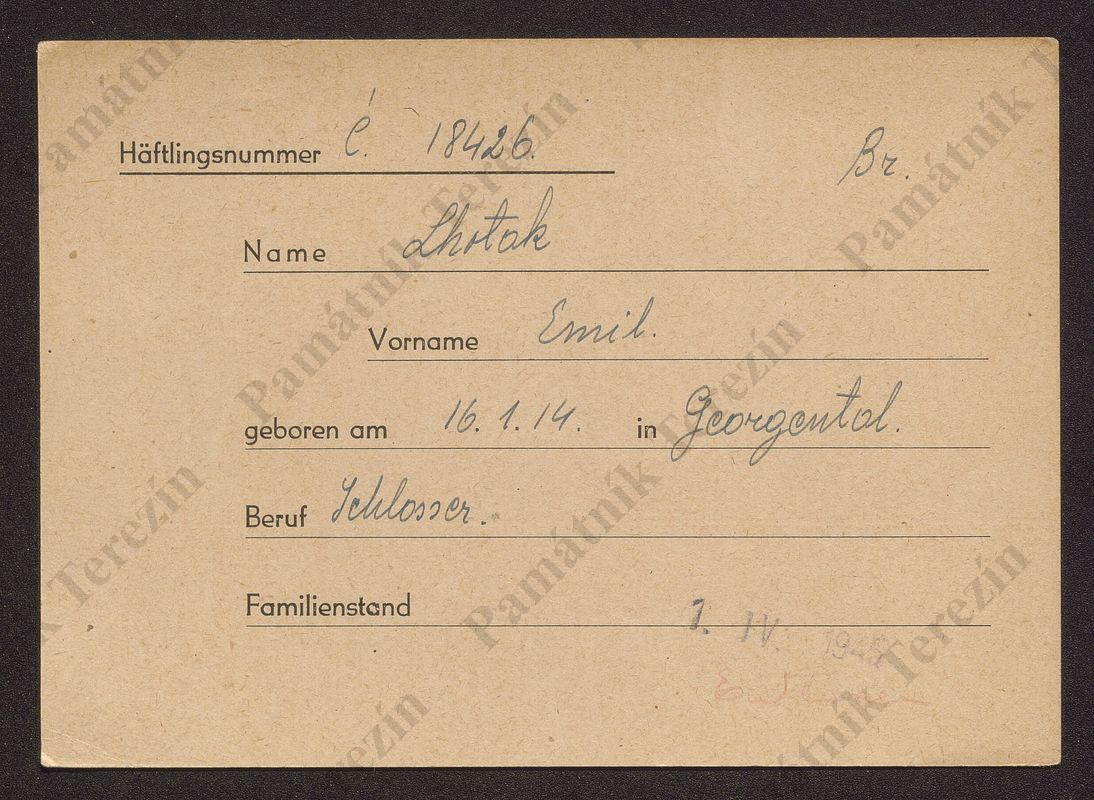 Häftlingsnummer Č. 18426.
Br.
Name Lhotak
Vorname Emil.
geboren am 16. 1. 14. in Georgental.
Beruf Schlosser.
Familienstand
1. IV. 1945
Památník Terezín